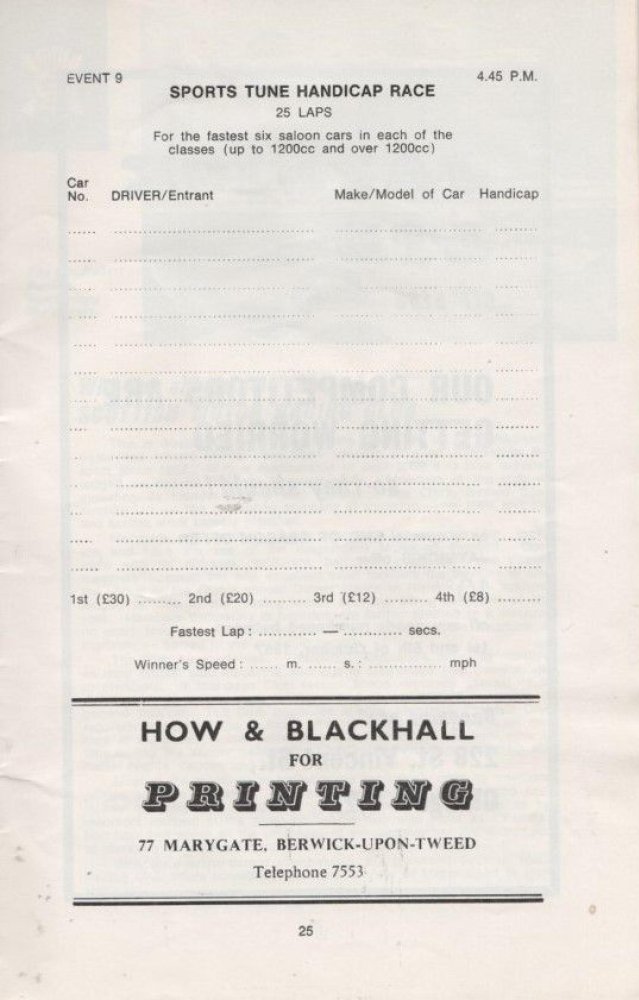 EVENT 9 4.45 P.M.
SPORTS TUNE HANDICAP RACE
25 LAPS
For the fastest six saloon cars in each of the
classes (up to 1200cc and over 1200cc)
Car
No. DRIVER/Entrant Make/Model of Car Handicap
1st (£30) ......... 2nd (£20) ......... 3rd (£12) ......... 4th (£8) .........
Fastest Lap : ............ — ............ secs.
Winner's Speed : ...... m. ...... s. : ............... mph
HOW & BLACKHALL
FOR
PRINTING
77 MARYGATE, BERWICK-UPON-TWEED
Telephone 7553
25